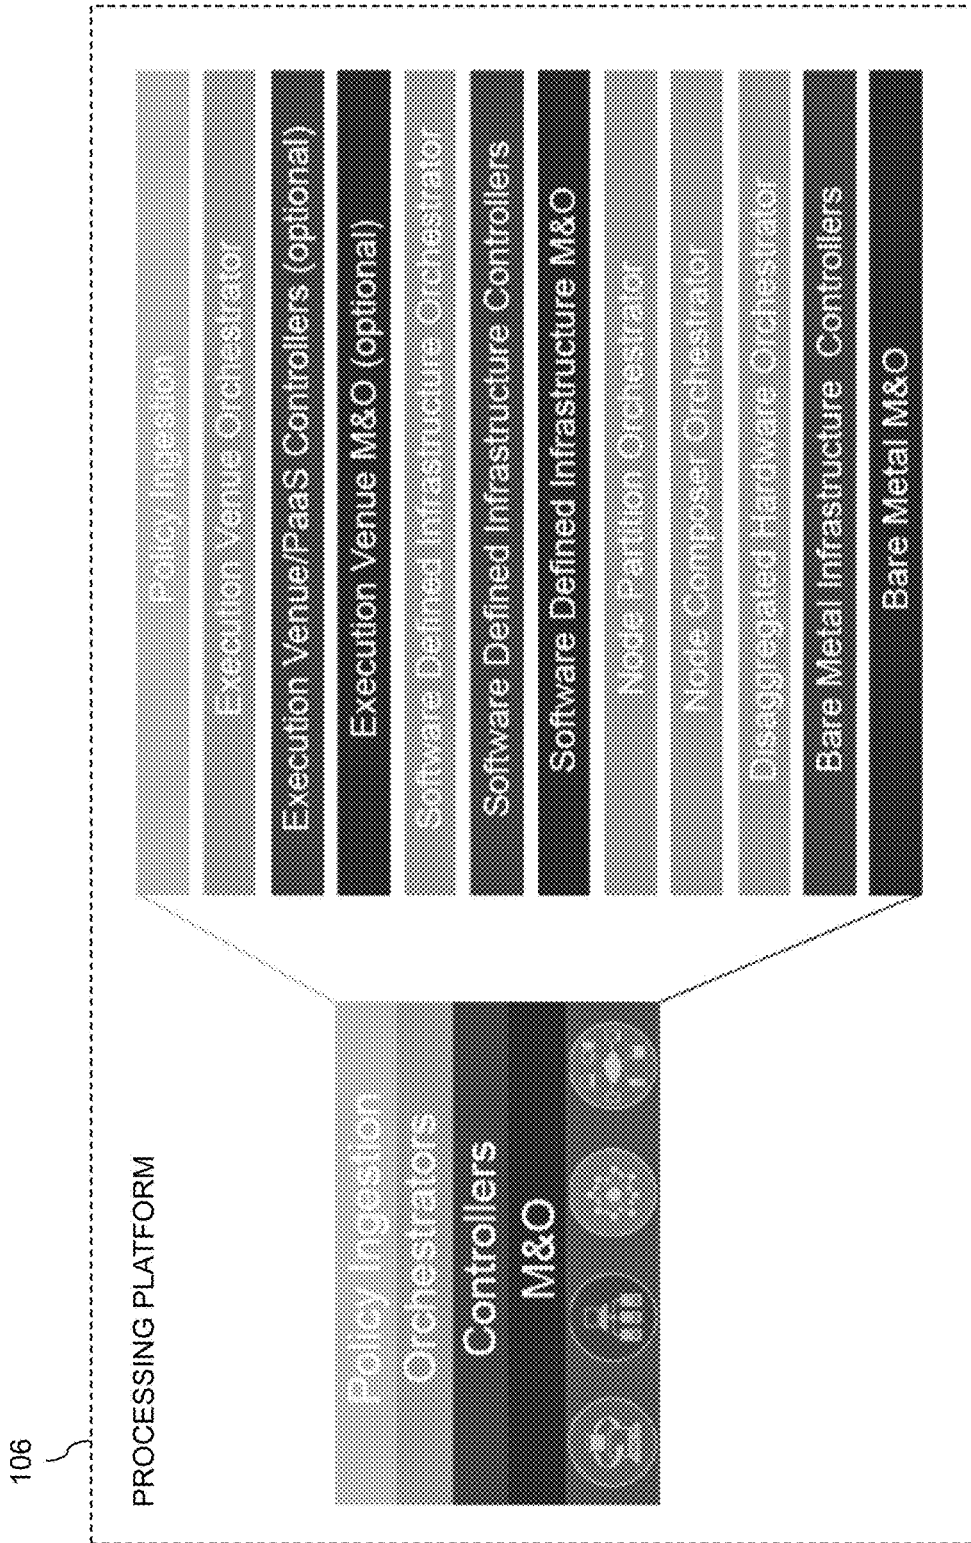 106
PROCESSING PLATFORM
Policy Ingestion
Orchestrators
Controllers
M&O
Policy Ingestion
Execution Venue Orchestrator
Execution Venue/PaaS Controllers (optional)
Execution Venue M&O (optional)
Software Defined Infrastructure Orchestrator
Software Defined Infrastructure Controllers
Software Defined Infrastructure M&O
Node Partition Orchestrator
Node Composer Orchestrator
Disaggregated Hardware Orchestrator
Bare Metal Infrastructure Controllers
Bare Metal M&O